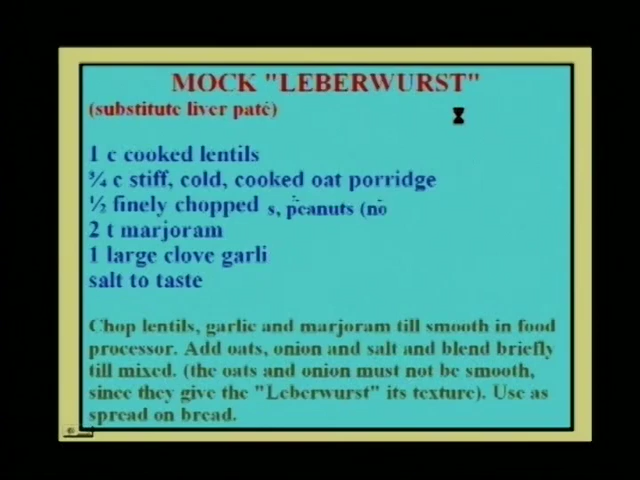 MOCK "LEBERWURST"
(substitute liver paté)
1 c cooked lentils
¾ c stiff, cold, cooked oat porridge
½ finely chopped s, peanuts (no
2 t marjoram
1 large clove garli
salt to taste
Chop lentils, garlic and marjoram till smooth in food
processor. Add oats, onion and salt and blend briefly
till mixed. (the oats and onion must not be smooth,
since they give the "Leberwurst" its texture). Use as
spread on bread.